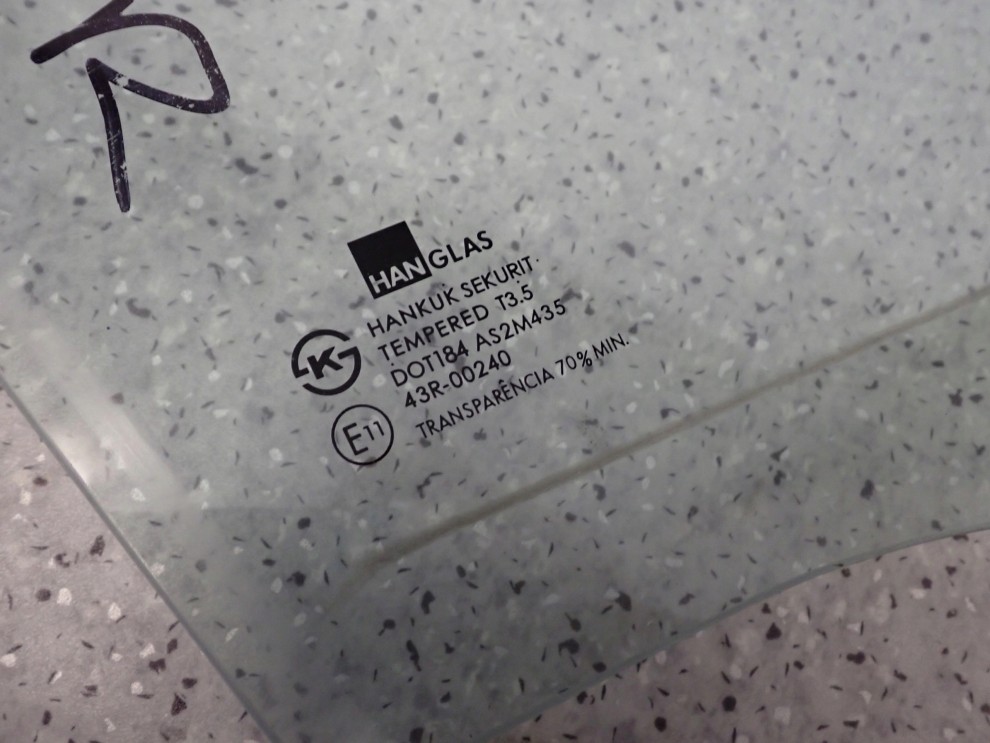 R
HANGLAS
HANKUK SEKURIT
TEMPERED T3.5
DOT184 AS2M435
43R-00240
TRANSPARÊNCIA 70% MIN.
K
E11